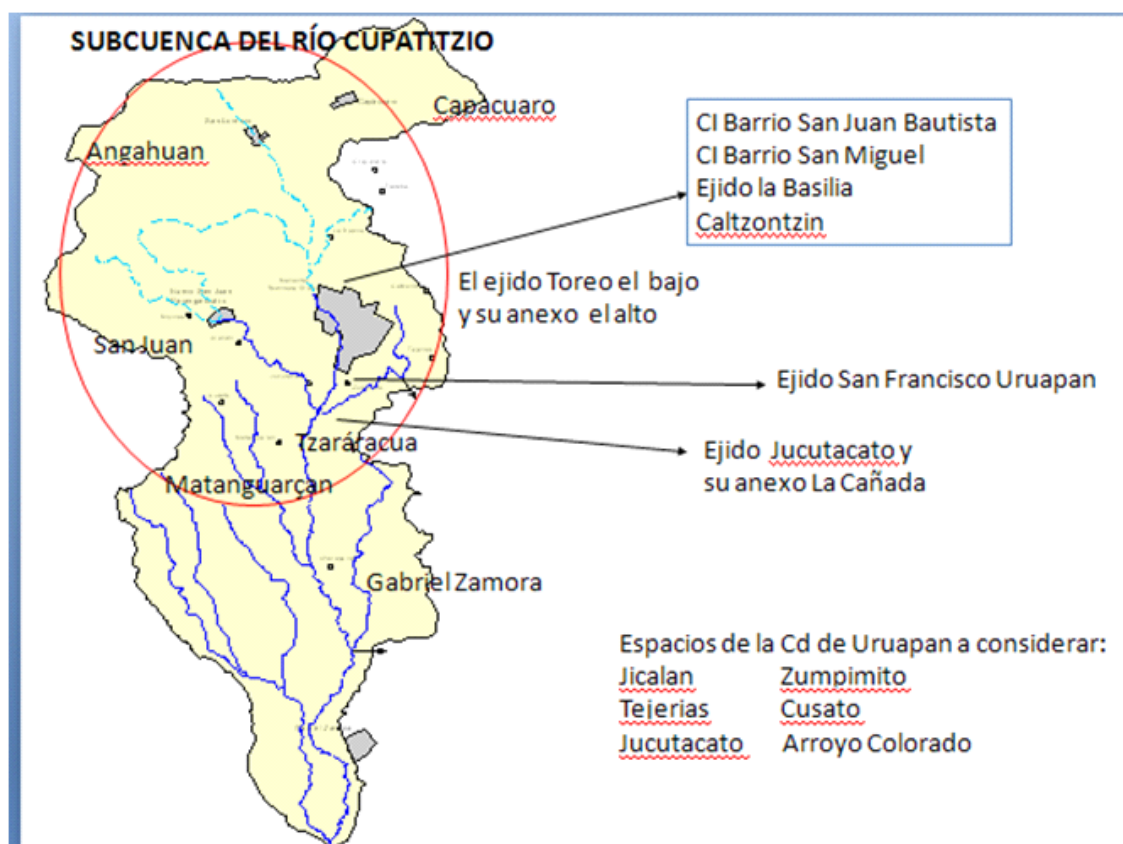 SUBCUENCA DEL RÍO CUPATITZIO
Capacuaro
Angahuan
CI Barrio San Juan Bautista
CI Barrio San Miguel
Ejido la Basilia
Caltzontzin
El ejido Toreo el bajo
y su anexo el alto
San Juan
Ejido San Francisco Uruapan
Tzaráracua
Ejido Jucutacato y
su anexo La Cañada
Matanguarçan
Gabriel Zamora
Espacios de la Cd de Uruapan a considerar:
Jicalan Zumpimito
Tejerias Cusato
Jucutacato Arroyo Colorado